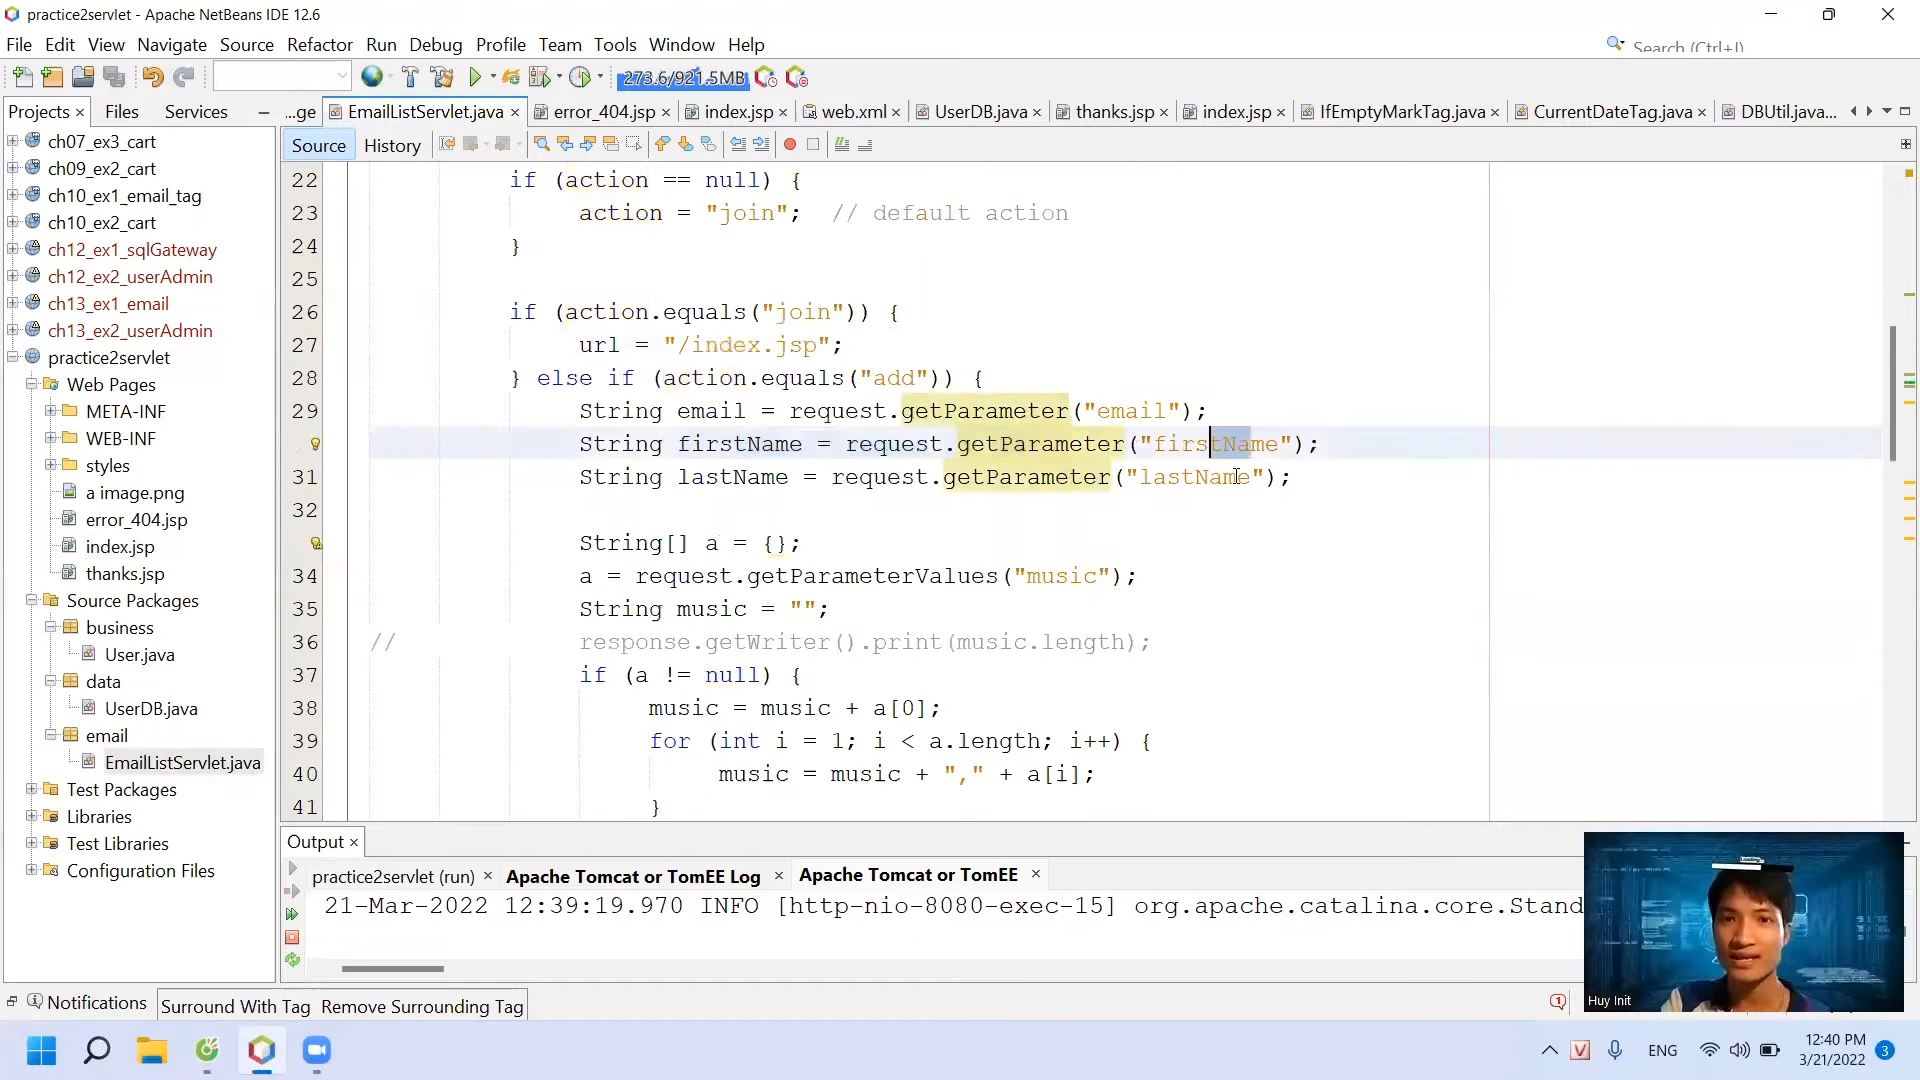 practice2servlet - Apache NetBeans IDE 12.6
File Edit View Navigate Source Refactor Run Debug Profile Team Tools Window Help
Search (Ctrl+I)
273.6/921.5MB
Projects Files Services
...ge EmailListServlet.java error_404.jsp index.jsp web.xml UserDB.java thanks.jsp index.jsp IfEmptyMarkTag.java CurrentDateTag.java DBUtil.java...
Source History
ch07_ex3_cart
ch09_ex2_cart
ch10_ex1_email_tag
ch10_ex2_cart
ch12_ex1_sqlGateway
ch12_ex2_userAdmin
ch13_ex1_email
ch13_ex2_userAdmin
practice2servlet
Web Pages
META-INF
WEB-INF
styles
a image.png
error_404.jsp
index.jsp
thanks.jsp
Source Packages
business
User.java
data
UserDB.java
email
EmailListServlet.java
Test Packages
Libraries
Test Libraries
Configuration Files
22 if (action == null) {
23 action = "join"; // default action
24 }
25
26 if (action.equals("join")) {
27 url = "/index.jsp";
28 } else if (action.equals("add")) {
29 String email = request.getParameter("email");
String firstName = request.getParameter("firstName");
31 String lastName = request.getParameter("lastName");
32
String[] a = {};
34 a = request.getParameterValues("music");
35 String music = "";
36 // response.getWriter().print(music.length);
37 if (a != null) {
38 music = music + a[0];
39 for (int i = 1; i < a.length; i++) {
40 music = music + "," + a[i];
41 }
Output
practice2servlet (run) Apache Tomcat or TomEE Log Apache Tomcat or TomEE
21-Mar-2022 12:39:19.970 INFO [http-nio-8080-exec-15] org.apache.catalina.core.Stand
Loading...
Huy Init
Notifications Surround With Tag Remove Surrounding Tag
1
V ENG
12:40 PM
3/21/2022
3